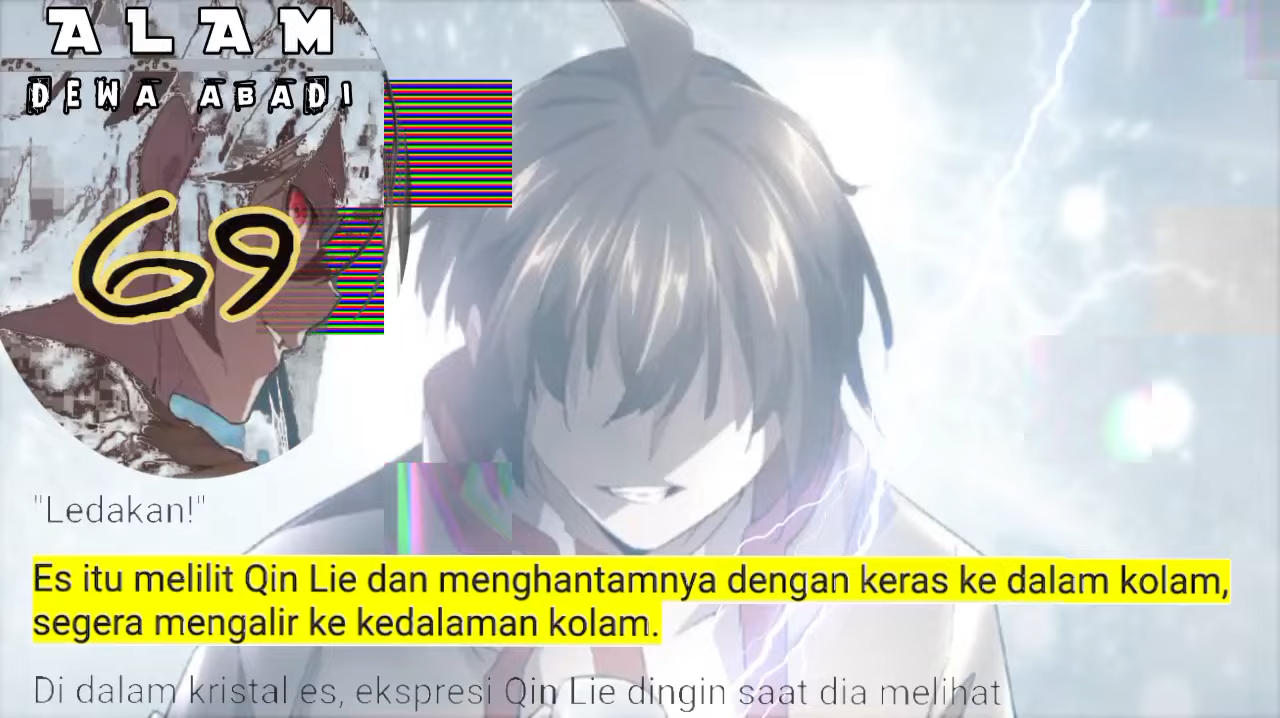 ALAM
DEWA ABADI
69
"Ledakan!"
Es itu melilit Qin Lie dan menghantamnya dengan keras ke dalam kolam,
segera mengalir ke kedalaman kolam.
Di dalam kristal es, ekspresi Qin Lie dingin saat dia melihat